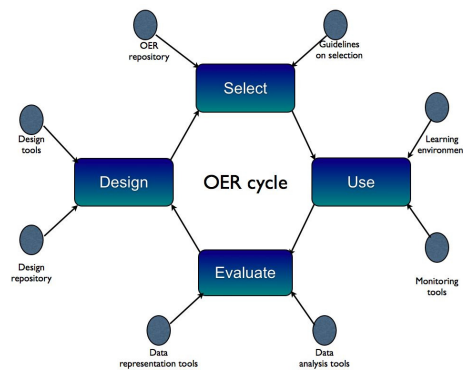 OER
repository
Guidelines
on selection
Select
Design
tools
Learning
environmen
Design
OER cycle
Use
Design
repository
Evaluate
Monitoring
tools
Data
representation tools
Data
analysis tools